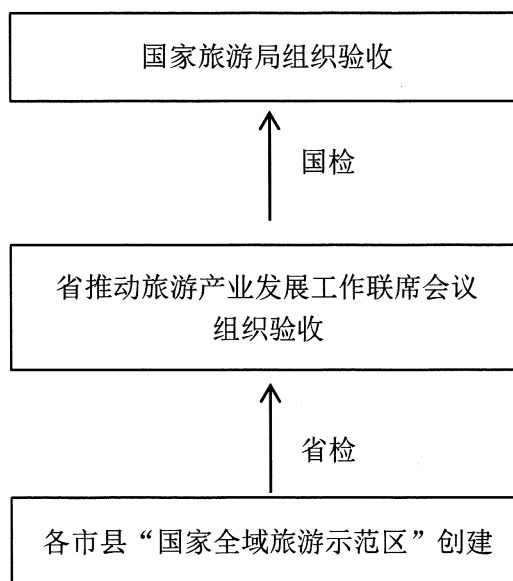 国家旅游局组织验收
国检
省推动旅游产业发展工作联席会议
组织验收
省检
各市县“国家全域旅游示范区”创建